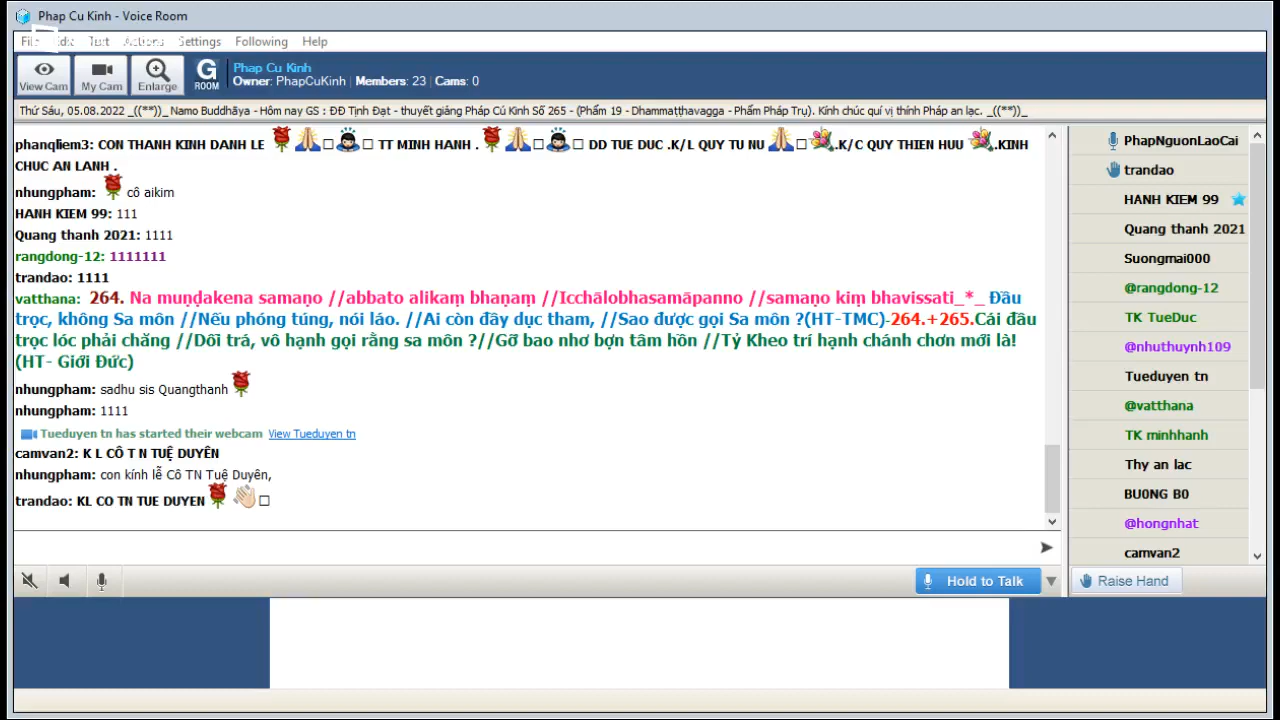 Phap Cu Kinh - Voice Room
Text Actions Settings Following Help
View Cam My Cam Enlarge G ROOM
Phap Cu Kinh
Owner: PhapCuKinh | Members: 23 | Cams: 0
Thứ Sáu, 05.08.2022 _((**))_ Namo Buddhāya - Hôm nay GS : ĐĐ Tịnh Đạt - thuyết giảng Pháp Cú Kinh Số 265 - (Phẩm 19 - Dhammaṭṭhavagga - Phẩm Pháp Trụ). Kính chúc quí vị thính Pháp an lạc. _((**))_
phanqliem3: CON THANH KINH DANH LE 🌹🙏□🙇□ TT MINH HANH . 🌹🙏□🙇□ DD TUE DUC .K/L QUY TU NU 🙏□💐.K/C QUY THIEN HUU 💐.KINH
CHUC AN LANH .
nhungpham: 🌹 cô aikim
HANH KIEM 99: 111
Quang thanh 2021: 1111
rangdong-12: 1111111
trandao: 1111
vatthana: 264. Na muṇḍakena samaṇo //abbato alikaṃ bhaṇaṃ //Icchālobhasamāpanno //samaṇo kiṃ bhavissati_*_ Đầu
trọc, không Sa môn //Nếu phóng túng, nói láo. //Ai còn đầy dục tham, //Sao được gọi Sa môn ?(HT-TMC)-264.+265.Cái đầu
trọc lóc phải chăng //Dối trá, vô hạnh gọi rằng sa môn ?//Gỡ bao nhơ bợn tâm hồn //Tỷ Kheo trí hạnh chánh chơn mới là!
(HT- Giới Đức)
nhungpham: sadhu sis Quangthanh 🌹
nhungpham: 1111
Tueduyen tn has started their webcam View Tueduyen tn
camvan2: K L CÔ T N TUỆ DUYÊN
nhungpham: con kính lễ Cô TN Tuệ Duyên,
trandao: KL CO TN TUE DUYEN 🌹👋□
Hold to Talk
PhapNguonLaoCai
trandao
HANH KIEM 99
Quang thanh 2021
Suongmai000
@rangdong-12
TK TueDuc
@nhuthuynh109
Tueduyen tn
@vatthana
TK minhhanh
Thy an lac
BU0NG B0
@hongnhat
camvan2
Raise Hand